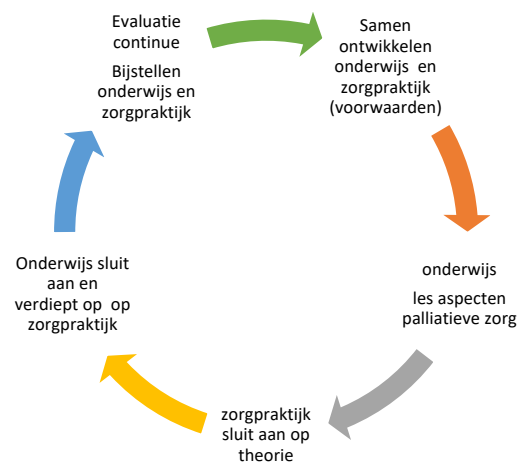 Evaluatie
continue
Bijstellen
onderwijs en
zorgpraktijk
Samen
ontwikkelen
onderwijs en
zorgpraktijk
(voorwaarden)
onderwijs
les aspecten
palliatieve zorg
zorgpraktijk
sluit aan op
theorie
Onderwijs sluit
aan en
verdiept op op
zorgpraktijk